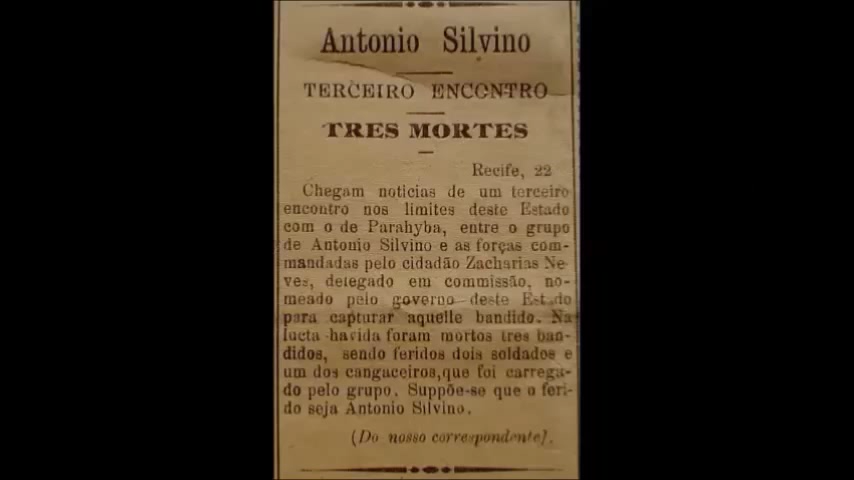 Antonio Silvino
TERCEIRO ENCONTRO
TRES MORTES
Recife, 22
Chegam noticias de um terceiro
encontro nos limites deste Estado
com o de Parahyba, entre o grupo
de Antonio Silvino e as forças com-
mandadas pelo cidadão Zacharias Ne-
ves, delegado em commissão, no-
meado pelo governo deste Estado
para capturar aquelle bandido. Na
lucta havida foram mortos tres ban-
didos, sendo feridos dois soldados e
um dos cangaceiros, que foi carrega-
do pelo grupo. Suppõe-se que o feri-
do seja Antonio Silvino.
(Do nosso correspondente).